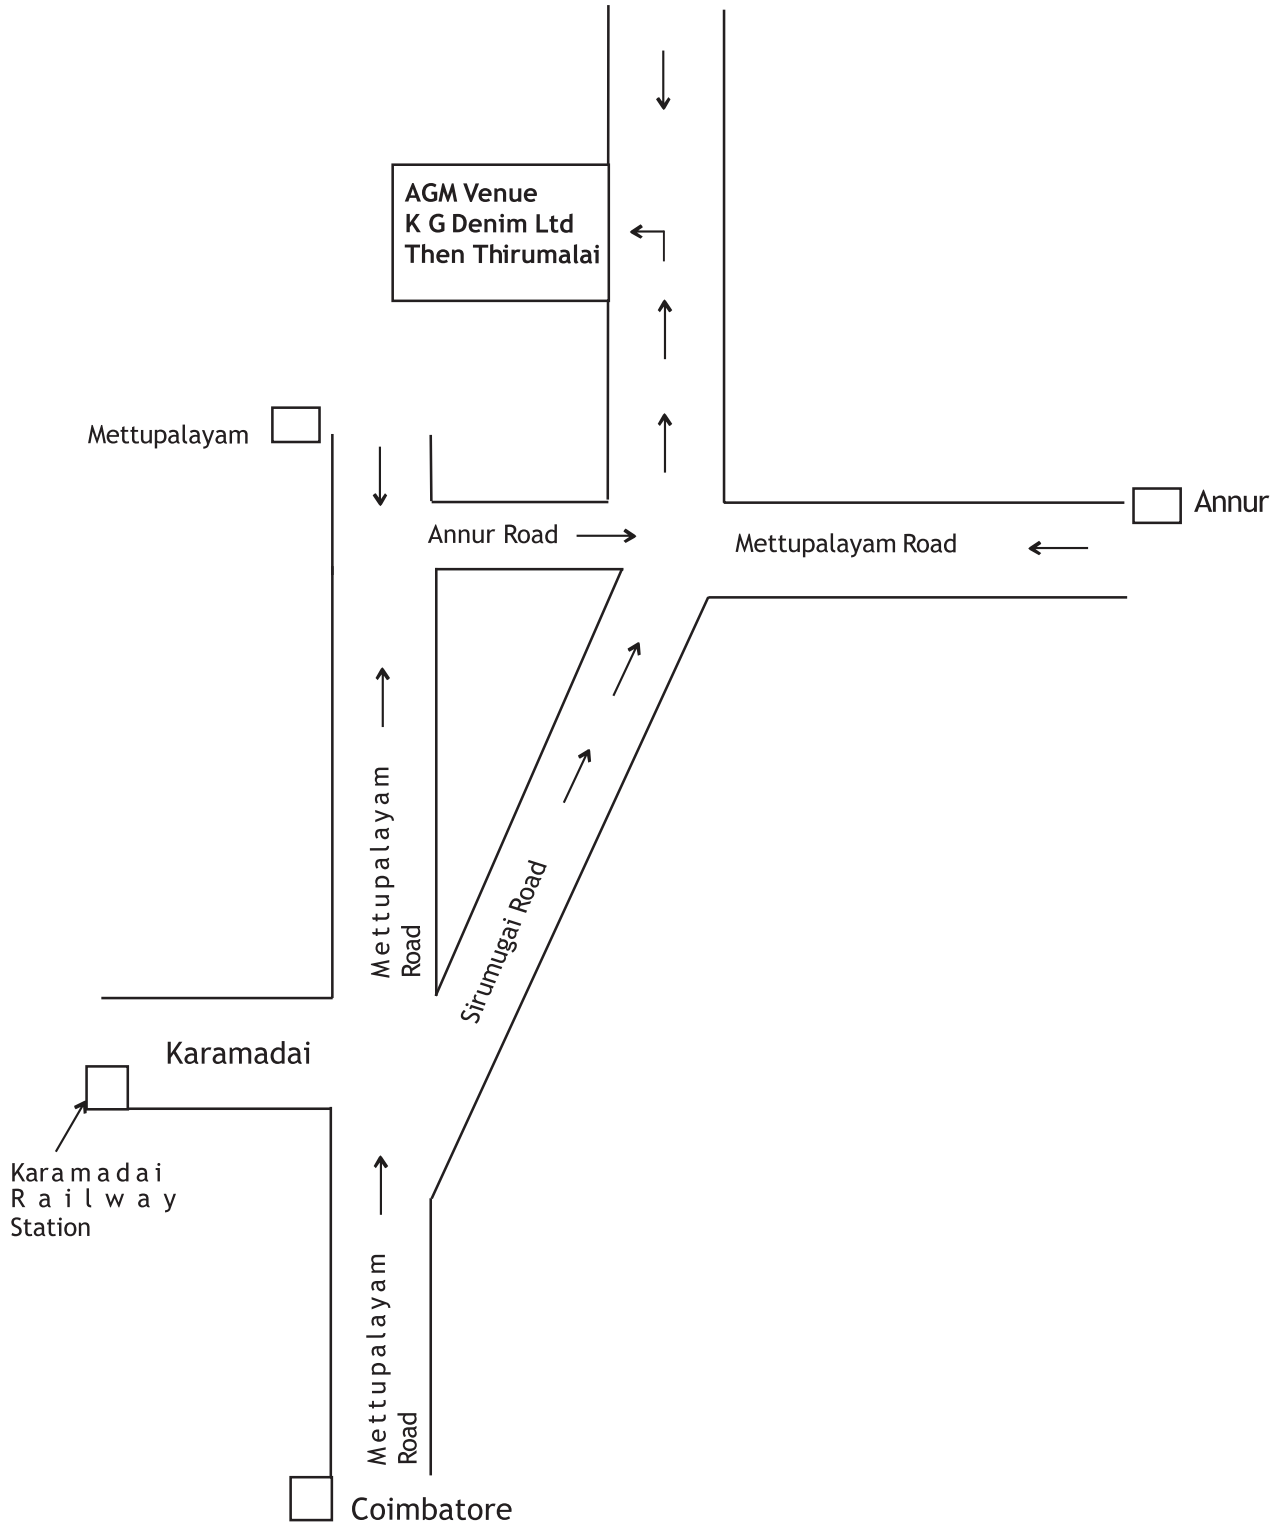 AGM Venue
K G Denim Ltd
Then Thirumalai
Mettupalayam
Annur
Annur Road
Mettupalayam Road
Mettupalayam
Road
Sirumugai Road
Karamadai
Karamadai
Railway
Station
Mettupalayam
Road
Coimbatore